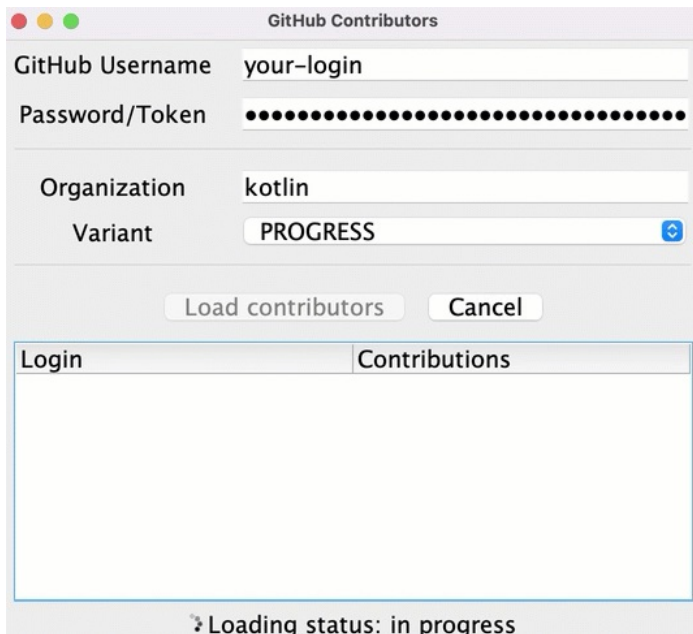 GitHub Contributors
GitHub Username your-login
Password/Token ••••••••••••••••••••••••••••••••••
Organization kotlin
Variant PROGRESS
Load contributors Cancel
Login Contributions
Loading status: in progress